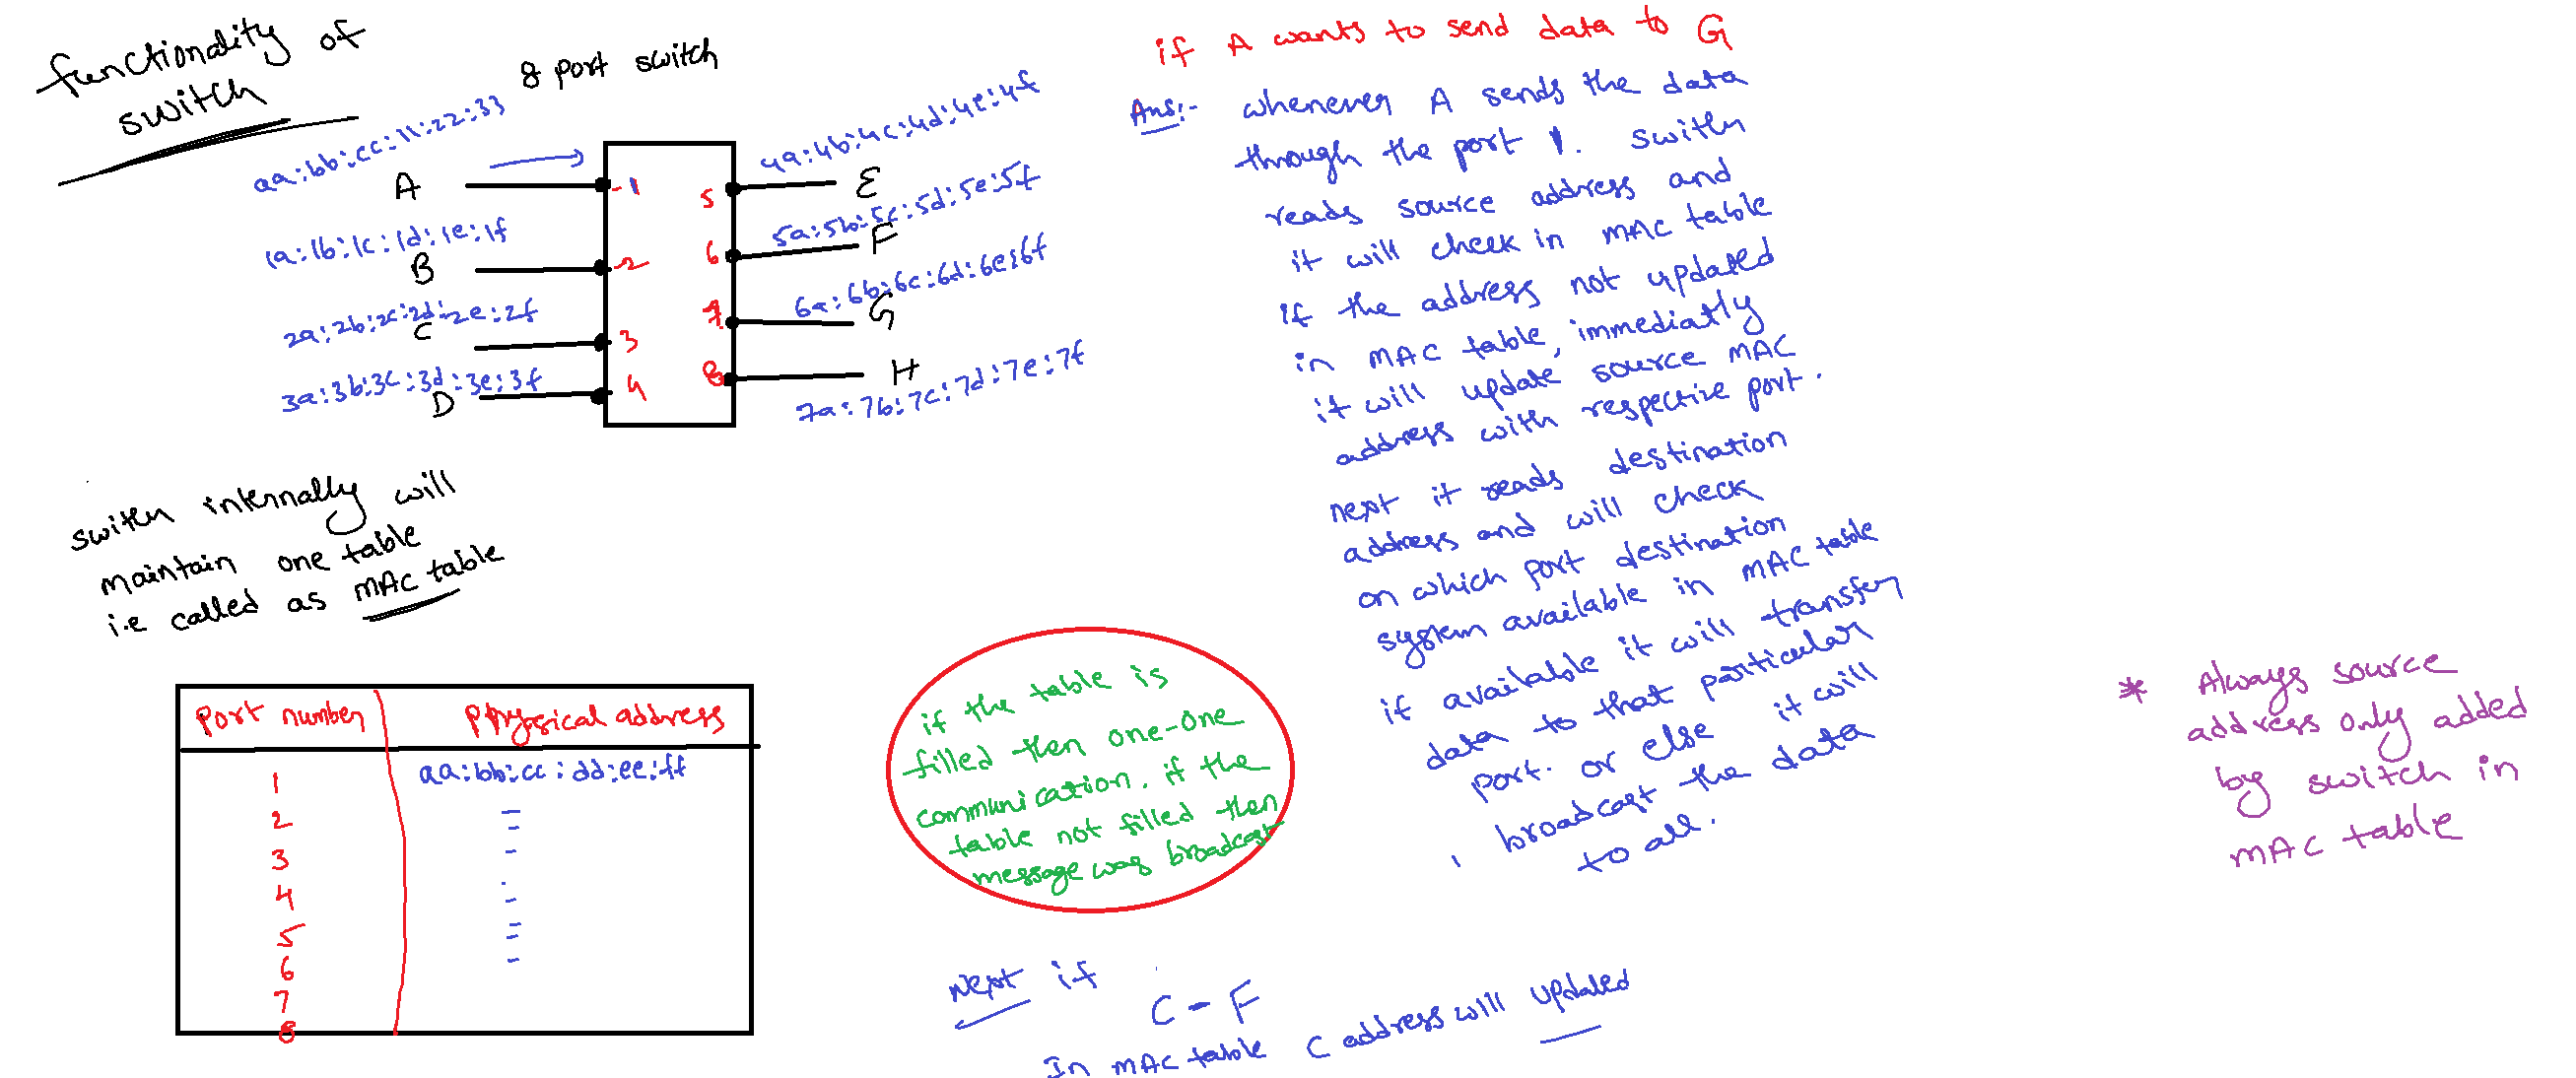 functionality of
switch
8 port switch
aa:bb:cc:11:22:33
A
1a:1b:1c:1d:1e:1f
B
2a:2b:2c:2d:2e:2f
C
3a:3b:3c:3d:3e:3f
D
-1
-2
3
4
5
6
7
8
4a:4b:4c:4d:4e:4f
E
5a:5b:5c:5d:5e:5f
F
6a:6b:6c:6d:6e:6f
G
H
7a:7b:7c:7d:7e:7f
switch internally will
maintain one table
i.e called as MAC table
Port number Physical address
1 aa:bb:cc:dd:ee:ff
2
3
4
5
6
7
8
if the table is
filled then one-one
communication. if the
table not filled then
message was broadcast
if A wants to send data to G
Ans:- whenever A sends the data
through the port 1. switch
reads source address and
it will check in MAC table
if the address not updated
in MAC table, immediatly
it will update source MAC
address with respective port.
next it reads destination
address and will check
on which port destination
system available in MAC table
if available it will transfer
data to that particular
port. or else it will
broadcast the data
to all.
Next if
C - F
In MAC table C address will updated
* Always source
address only added
by switch in
MAC table